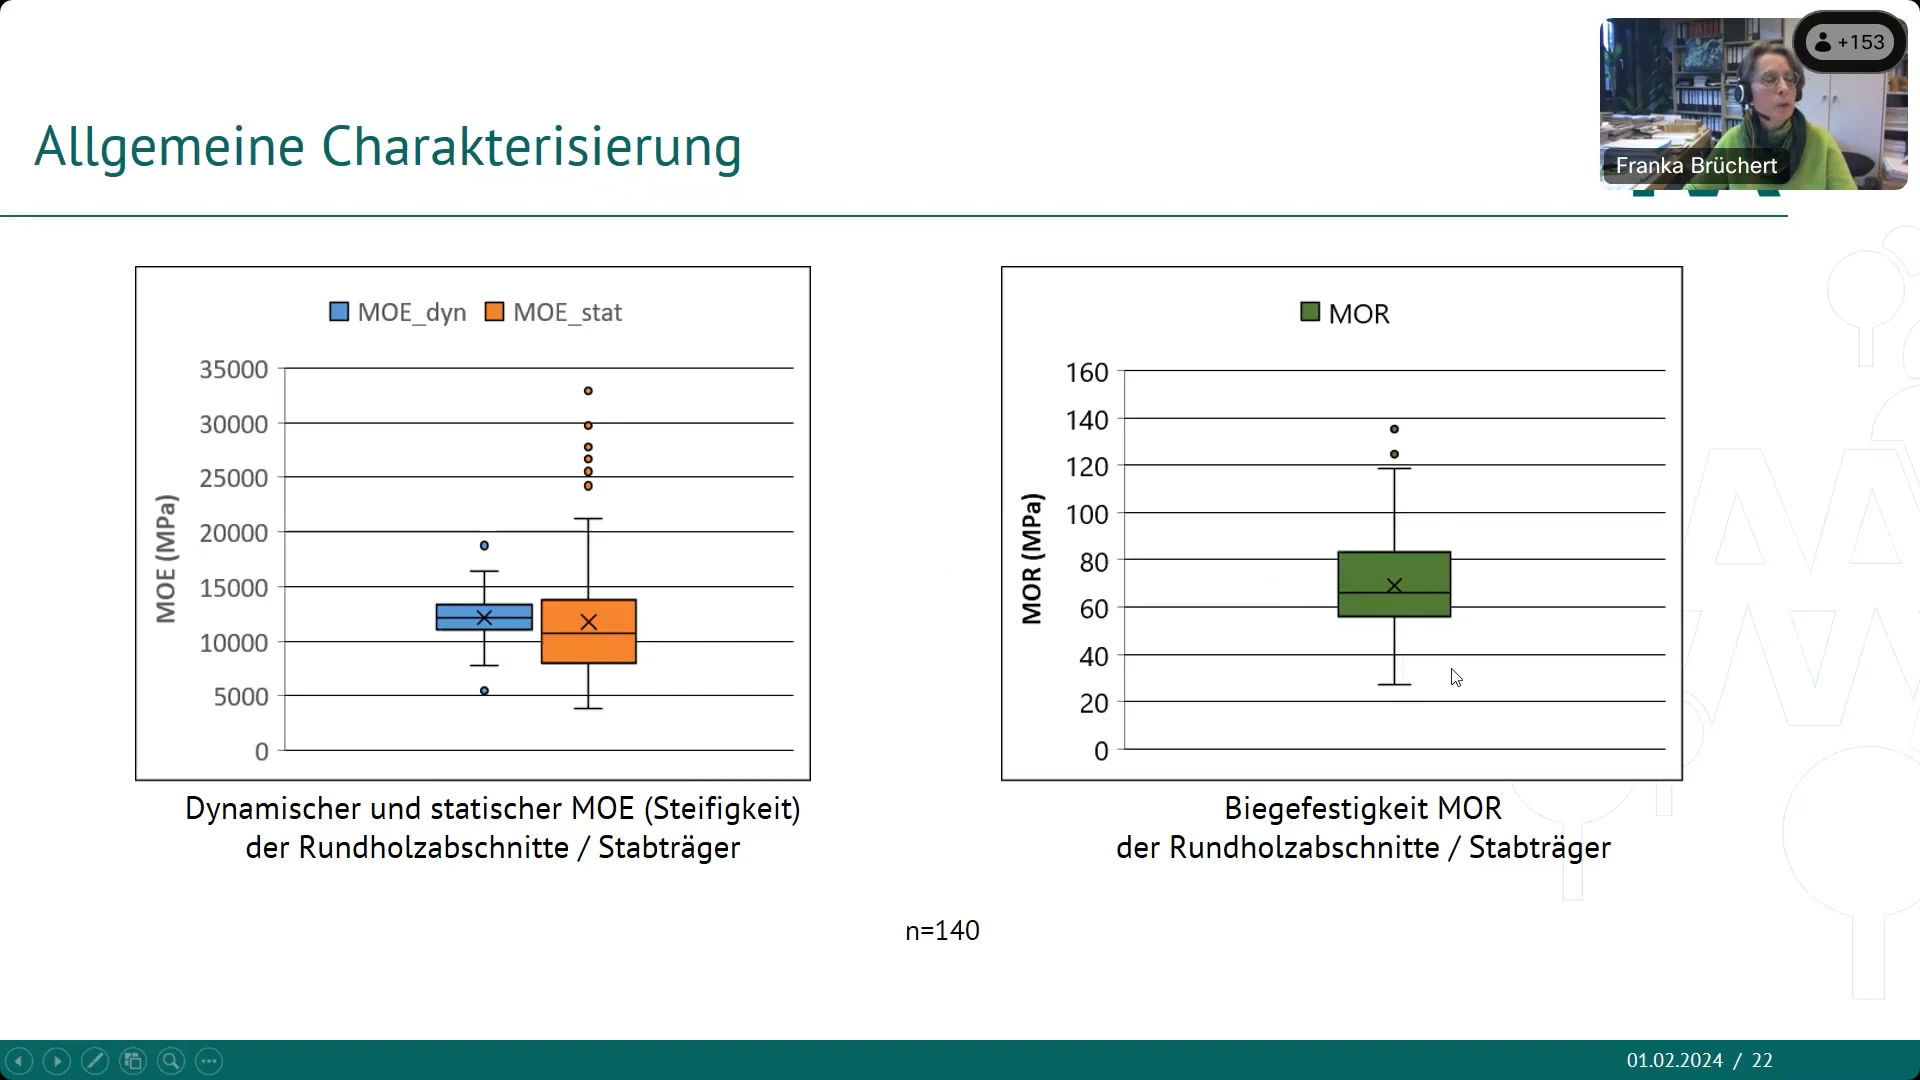 +153
Franka Brüchert
Allgemeine Charakterisierung
MOE_dyn MOE_stat
MOE (MPa)
35000
30000
25000
20000
15000
10000
5000
0
Dynamischer und statischer MOE (Steifigkeit)
der Rundholzabschnitte / Stabträger
MOR
MOR (MPa)
160
140
120
100
80
60
40
20
0
Biegefestigkeit MOR
der Rundholzabschnitte / Stabträger
n=140
01.02.2024 / 22